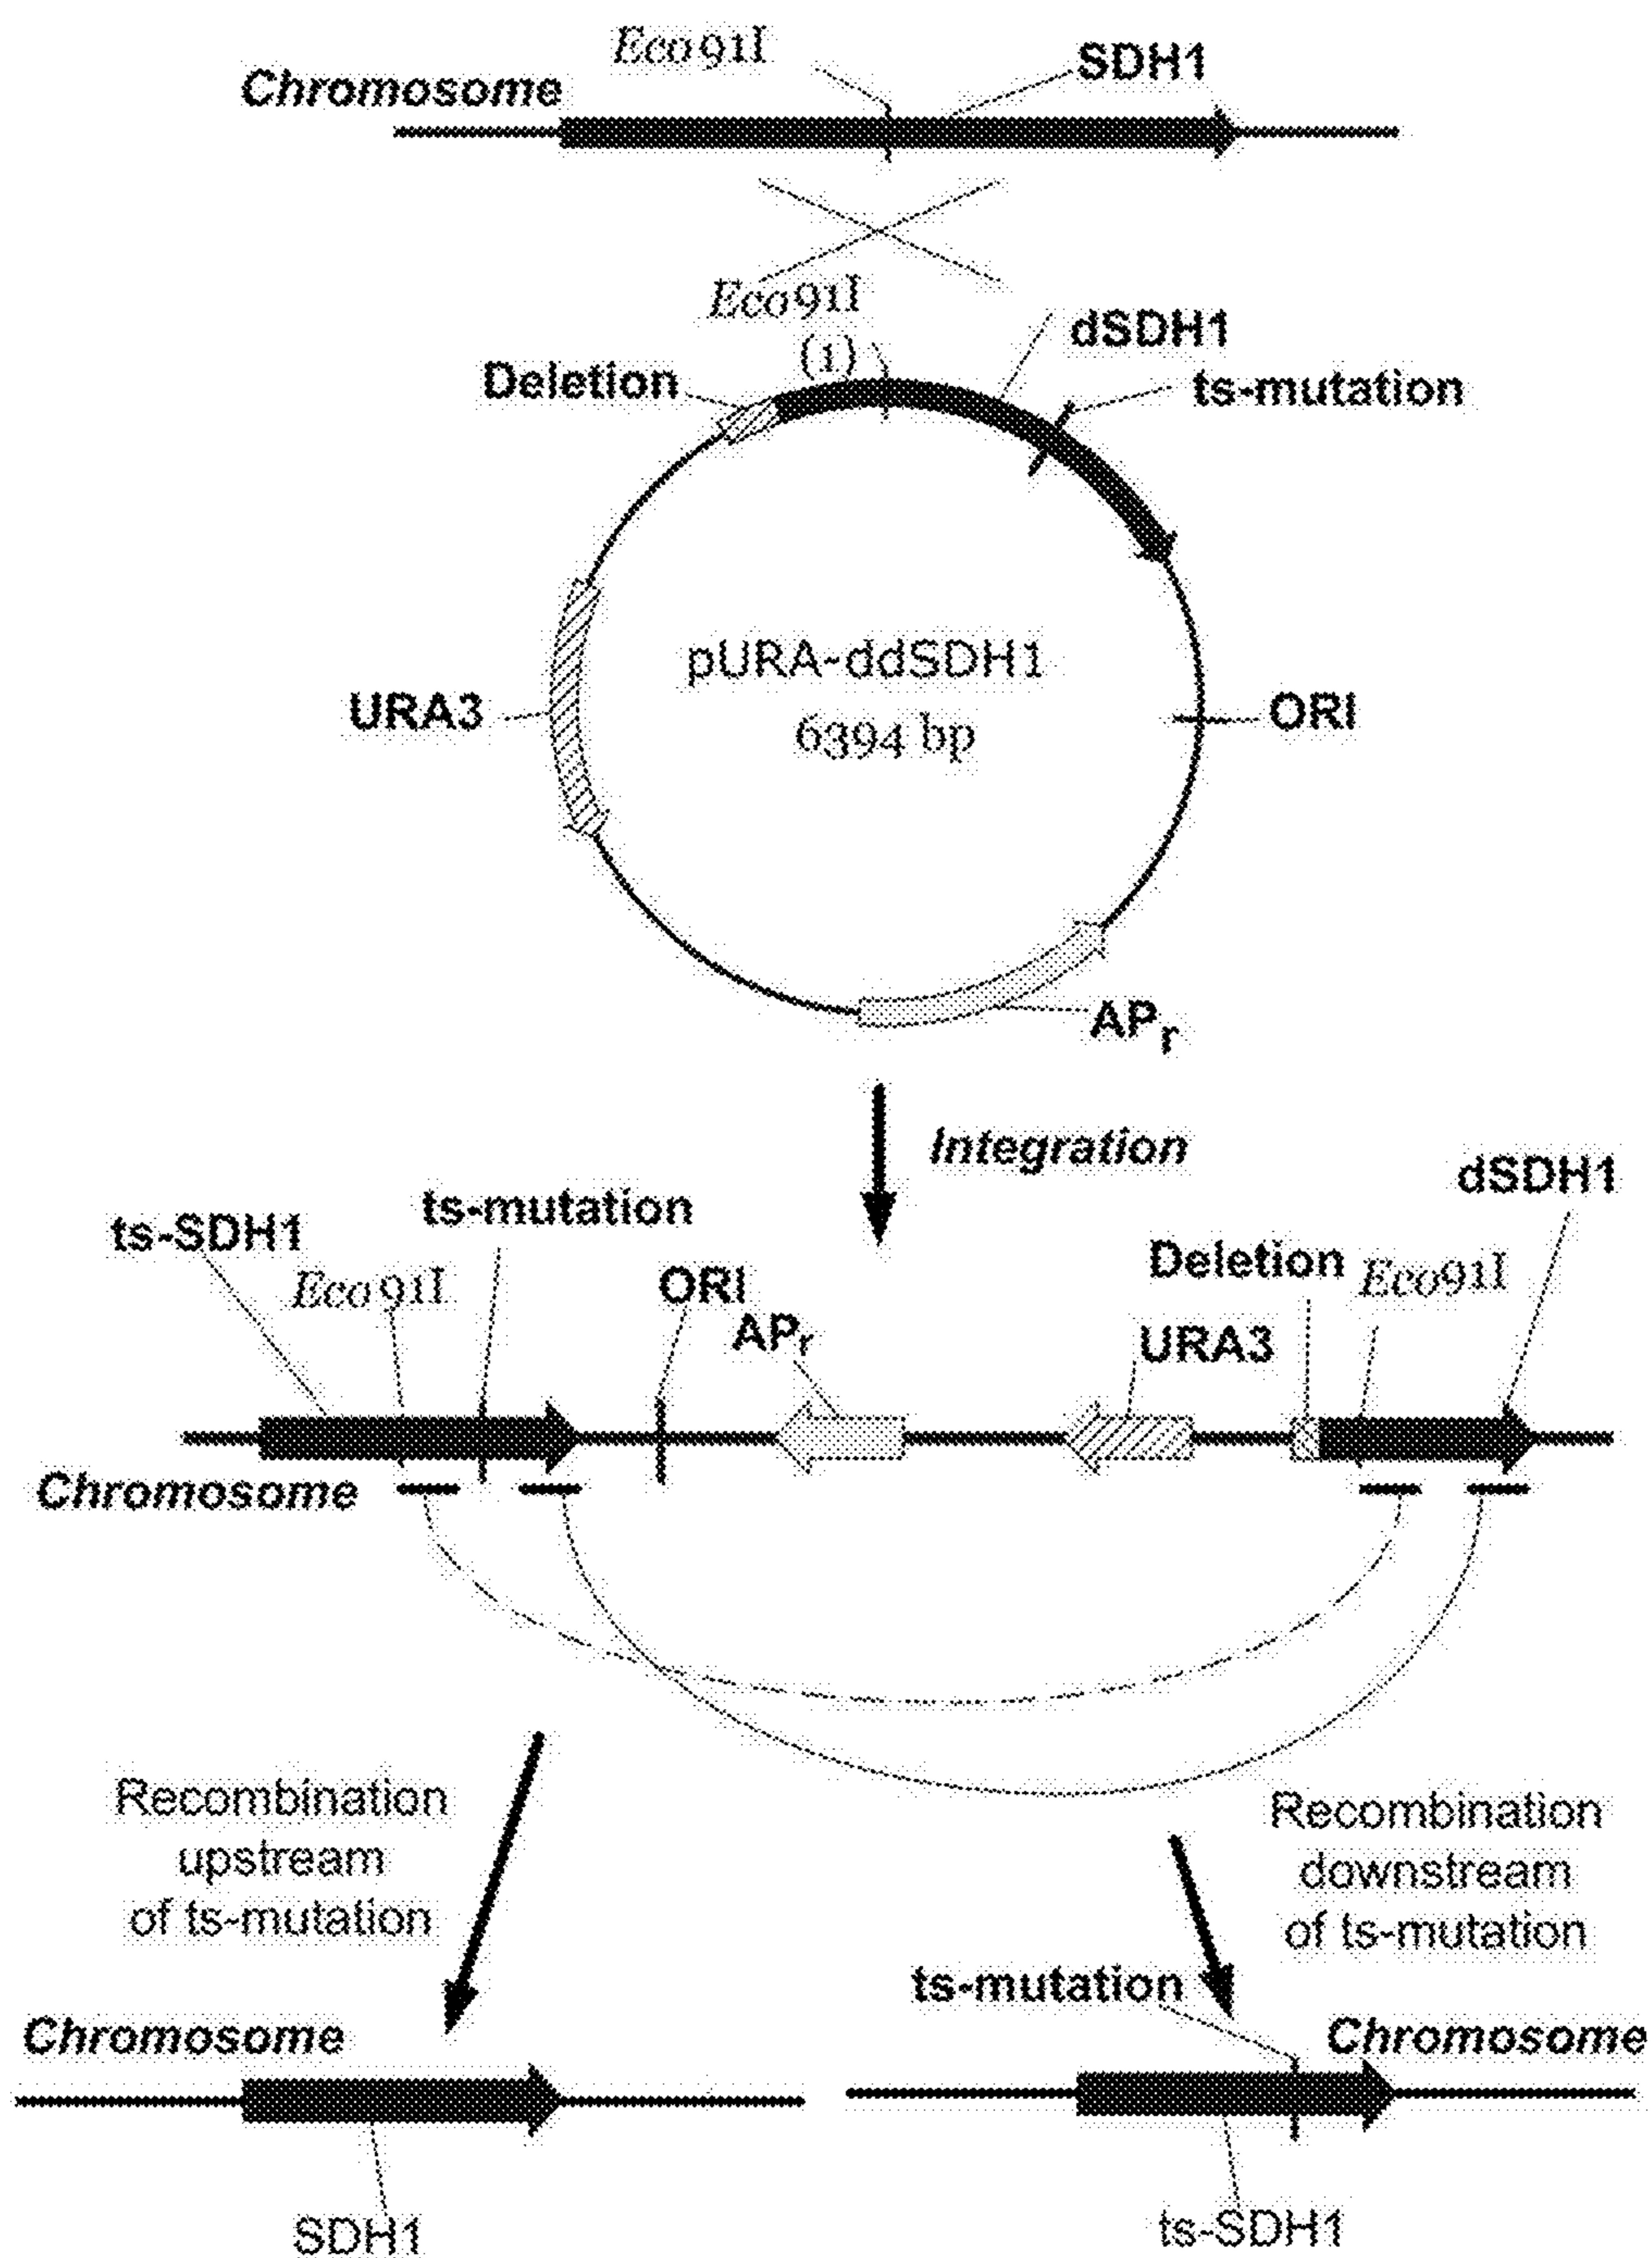 Eco91I
SDH1
Chromosome
Eco91I
(1)
dSDH1
Deletion
ts-mutation
pURA-ddSDH1
6394 bp
URA3
ORI
APr
Integration
dSDH1
ts-mutation
ts-SDH1
Deletion
Eco91I
ORI
Eco91I
APr
URA3
Chromosome
Recombination
upstream
of ts-mutation
Recombination
downstream
of ts-mutation
ts-mutation
Chromosome
Chromosome
SDH1
ts-SDH1